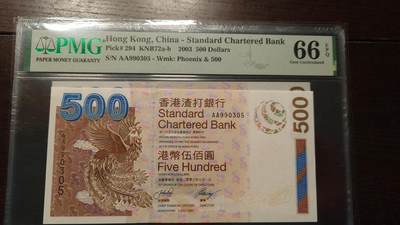 PMG
PAPER MONEY GUARANTY
Hong Kong, China - Standard Chartered Bank
Pick# 294 KNB72a-b 2003 500 Dollars
S/N AA990305 - Wmk: Phoenix & 500
66 EPQ
Gem Uncirculated
500
香港渣打銀行
Standard
Chartered Bank
AA990305
港幣伍佰圓
Five Hundred
500